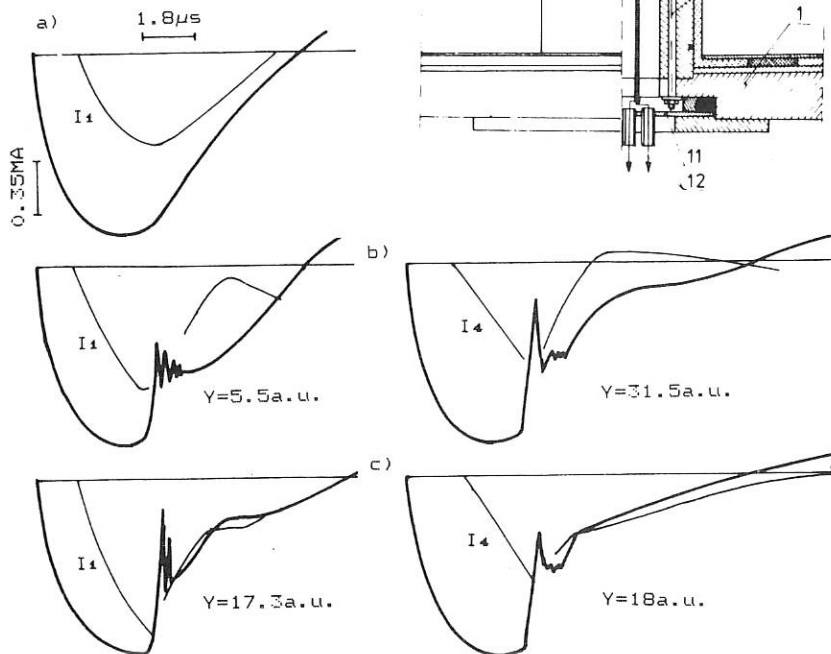 a)
1.8µs
1
I1
0.35MA
11
12
b)
I1
Y=5.5a.u.
I4
Y=31.5a.u.
c)
I1
Y=17.3a.u.
I4
Y=18a.u.